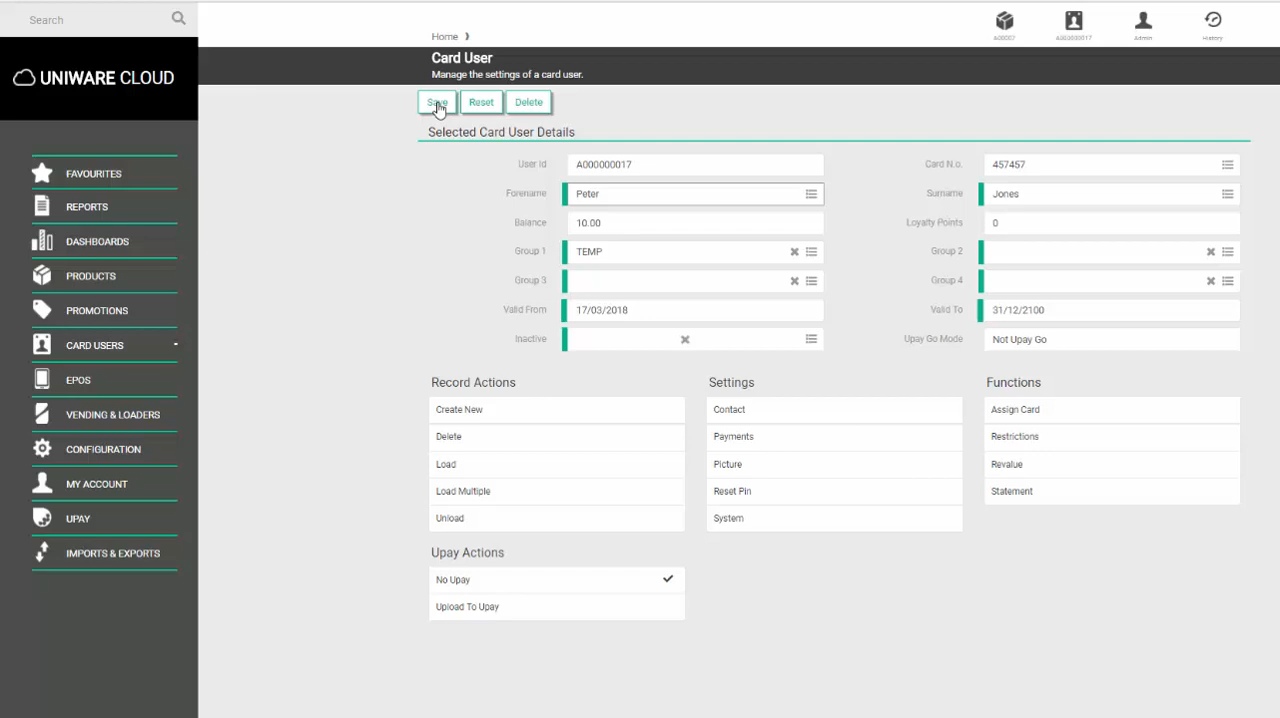 Search
UNIWARE CLOUD
FAVOURITES
REPORTS
DASHBOARDS
PRODUCTS
PROMOTIONS
CARD USERS
EPOS
VENDING & LOADERS
CONFIGURATION
MY ACCOUNT
UPAY
IMPORTS & EXPORTS
Home ❯
A00007 A000000017 Admin History
Card User
Manage the settings of a card user.
Save Reset Delete
Selected Card User Details
User Id A000000017 Card N.o. 457457
Forename Peter Surname Jones
Balance 10.00 Loyalty Points 0
Group 1 TEMP Group 2
Group 3 Group 4
Valid From 17/03/2018 Valid To 31/12/2100
Inactive Upay Go Mode Not Upay Go
Record Actions
Create New
Delete
Load
Load Multiple
Unload
Settings
Contact
Payments
Picture
Reset Pin
System
Functions
Assign Card
Restrictions
Revalue
Statement
Upay Actions
No Upay
Upload To Upay